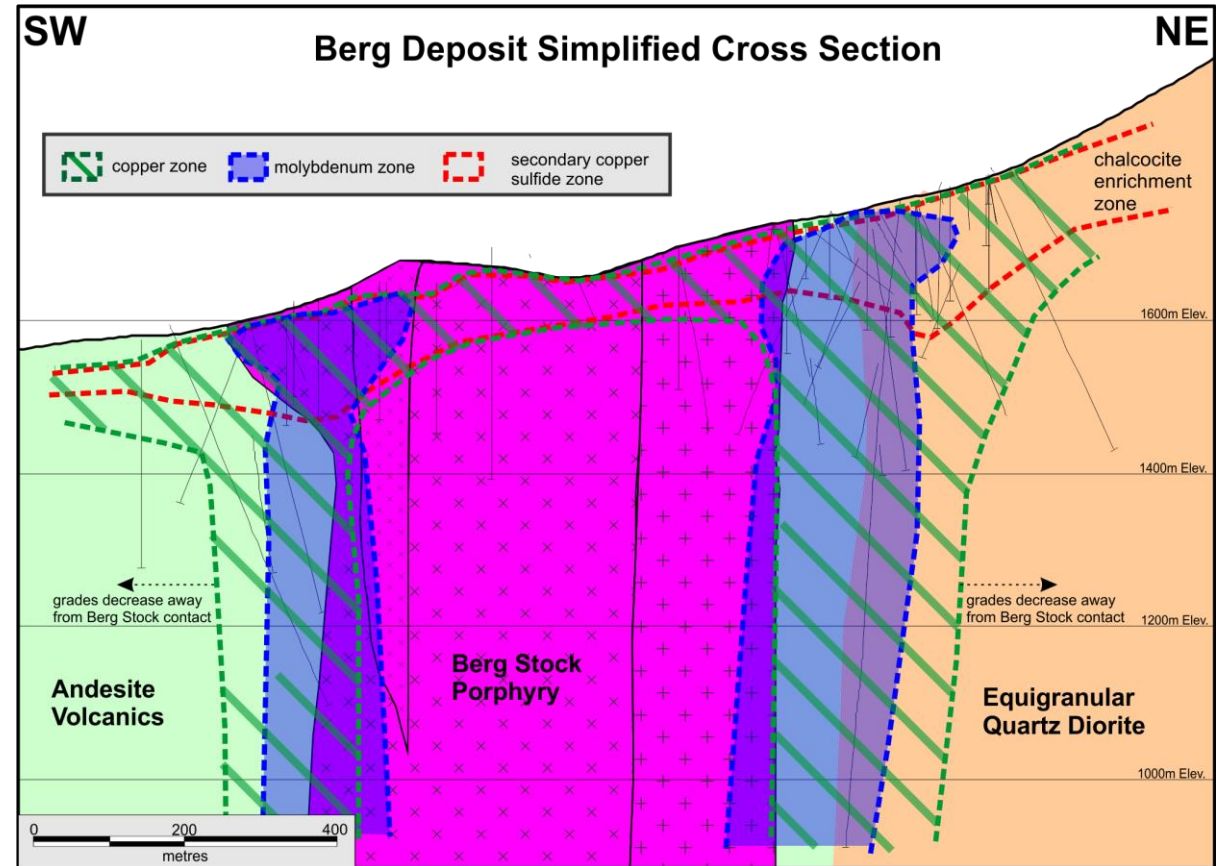 SW
NE
Berg Deposit Simplified Cross Section
copper zone
molybdenum zone
secondary copper
sulfide zone
chalcocite
enrichment
zone
1600m Elev.
1400m Elev.
grades decrease away
from Berg Stock contact
grades decrease away
from Berg Stock contact
1200m Elev.
Berg Stock
Porphyry
Andesite
Volcanics
Equigranular
Quartz Diorite
1000m Elev.
0 200 400
metres